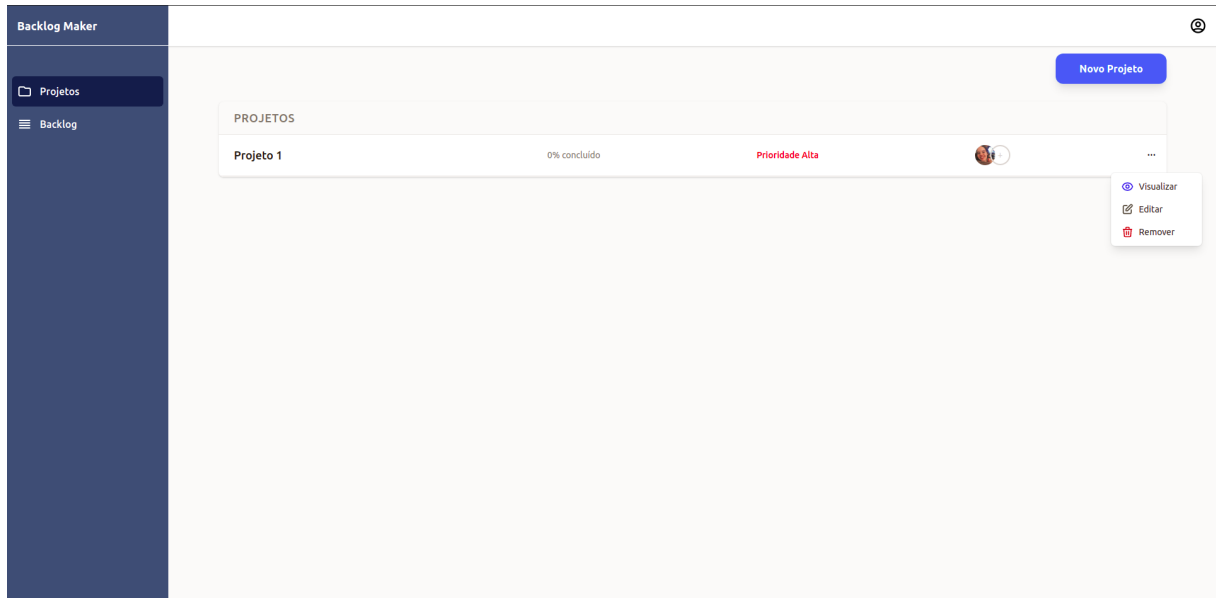 Backlog Maker
Projetos
Backlog
Novo Projeto
PROJETOS
Projeto 1 0% concluído Prioridade Alta + ...
Visualizar
Editar
Remover